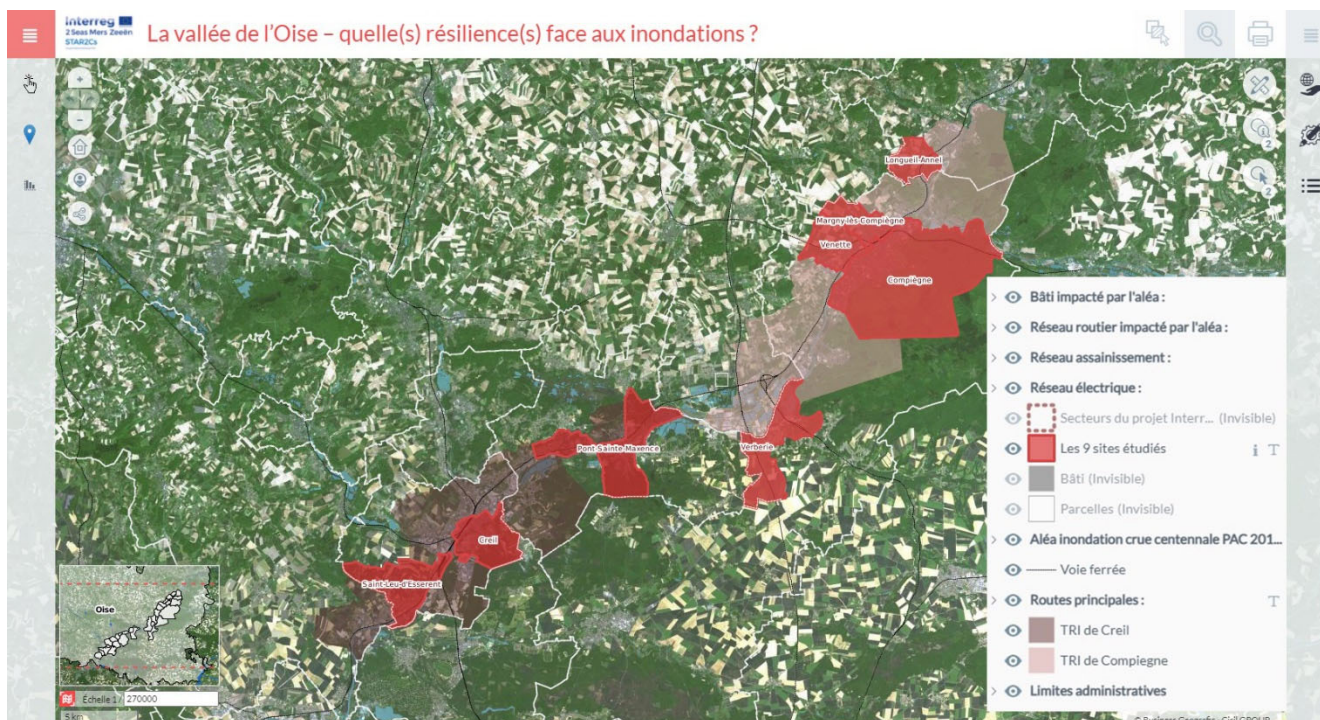 Interreg
2 Seas Mers Zeeën
STAR2Cs
La vallée de l'Oise – quelle(s) résilience(s) face aux inondations ?
Longueil-Annel
Margny-lès-Compiègne
Venette
Compiègne
Pont-Sainte-Maxence
Verberie
Creil
Saint-Leu-d'Esserent
2
2
Bâti impacté par l'aléa :
Réseau routier impacté par l'aléa :
Réseau assainissement :
Réseau électrique :
Secteurs du projet Interr... (Invisible)
Les 9 sites étudiés
Bâti (Invisible)
Parcelles (Invisible)
Aléa inondation crue centennale PAC 201...
Voie ferrée
Routes principales :
TRI de Creil
TRI de Compiegne
Limites administratives
Oise
Échelle 1 / 270000
5 km